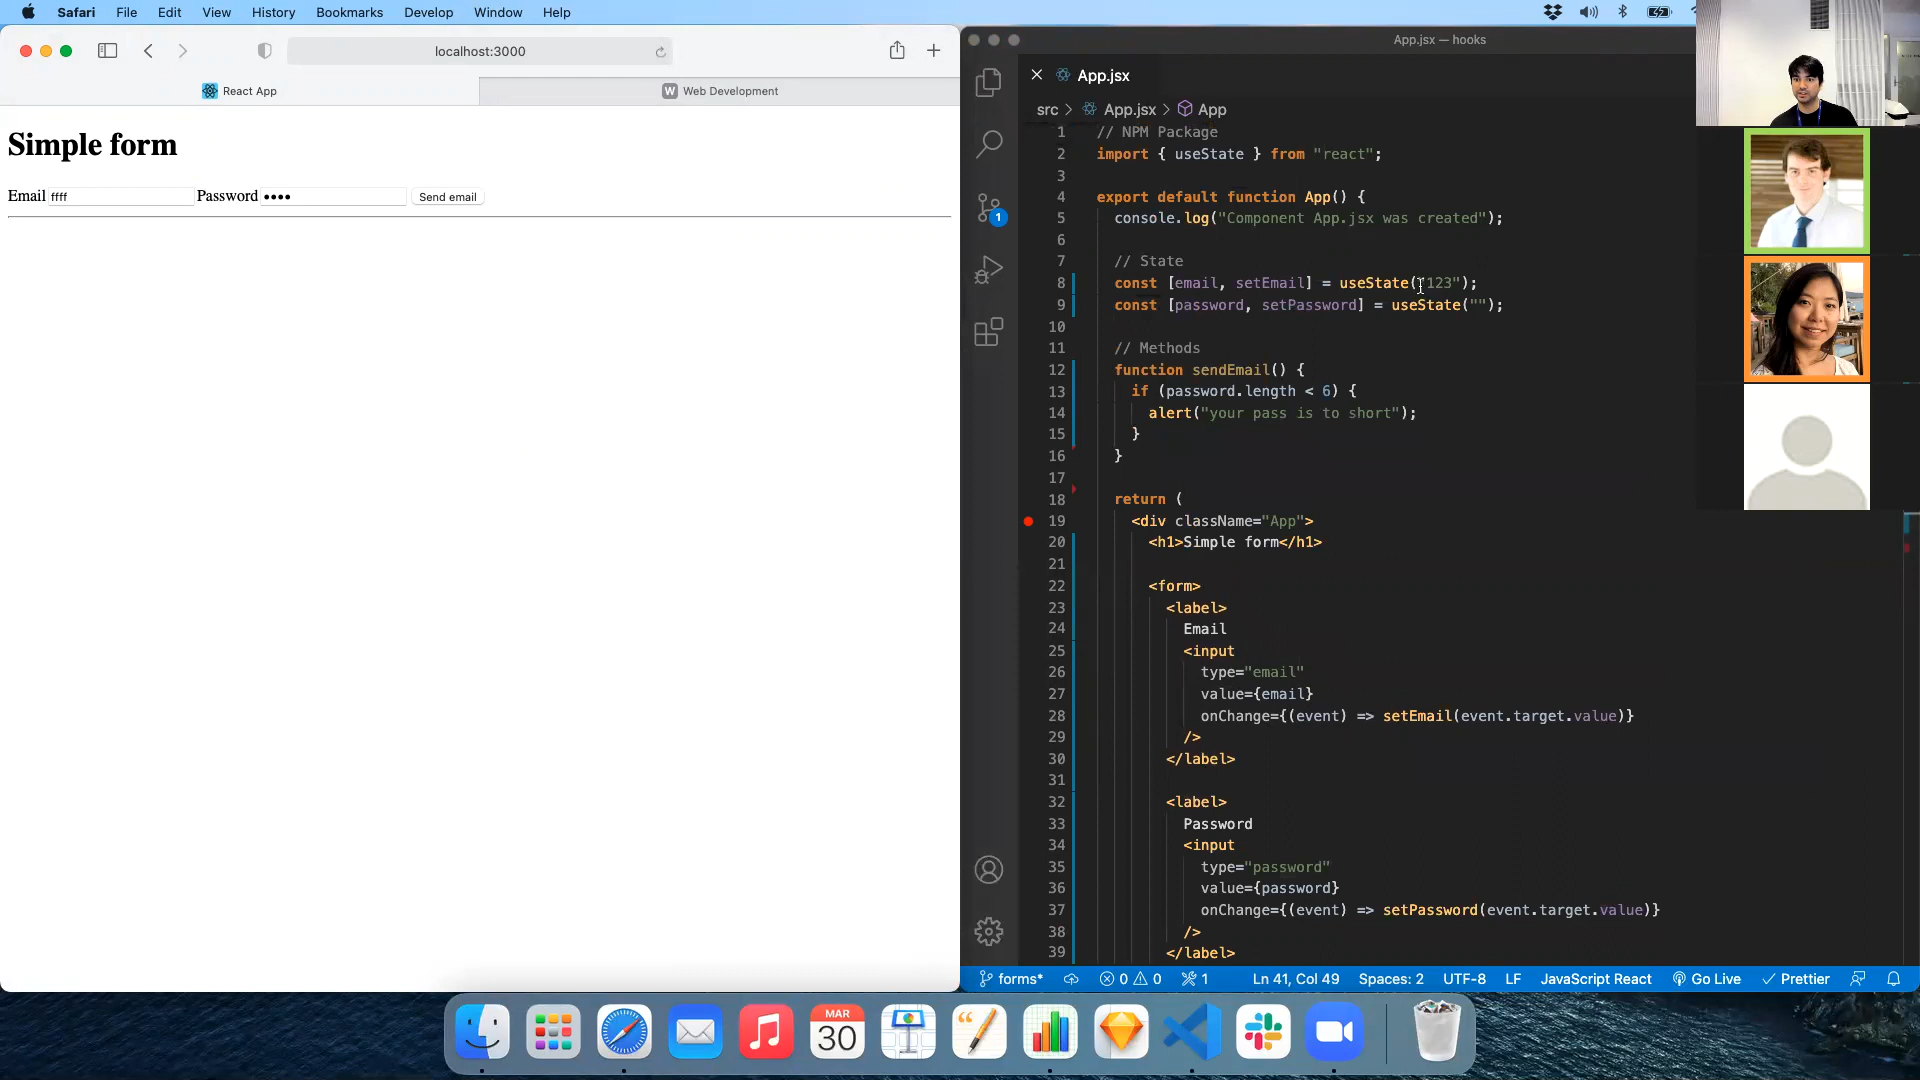 Safari File Edit View History Bookmarks Develop Window Help
localhost:3000
React App
W Web Development
Simple form
Email ffff Password •••• Send email
App.jsx — hooks
App.jsx
src > App.jsx > App
1 // NPM Package
2 import { useState } from "react";
3
4 export default function App() {
5 console.log("Component App.jsx was created");
6
7 // State
8 const [email, setEmail] = useState("123");
9 const [password, setPassword] = useState("");
10
11 // Methods
12 function sendEmail() {
13 if (password.length < 6) {
14 alert("your pass is to short");
15 }
16 }
17
18 return (
19 <div className="App">
20 <h1>Simple form</h1>
21
22 <form>
23 <label>
24 Email
25 <input
26 type="email"
27 value={email}
28 onChange={(event) => setEmail(event.target.value)}
29 />
30 </label>
31
32 <label>
33 Password
34 <input
35 type="password"
36 value={password}
37 onChange={(event) => setPassword(event.target.value)}
38 />
39 </label>
1
forms* 0 0 1 Ln 41, Col 49 Spaces: 2 UTF-8 LF JavaScript React Go Live Prettier
MAR
30